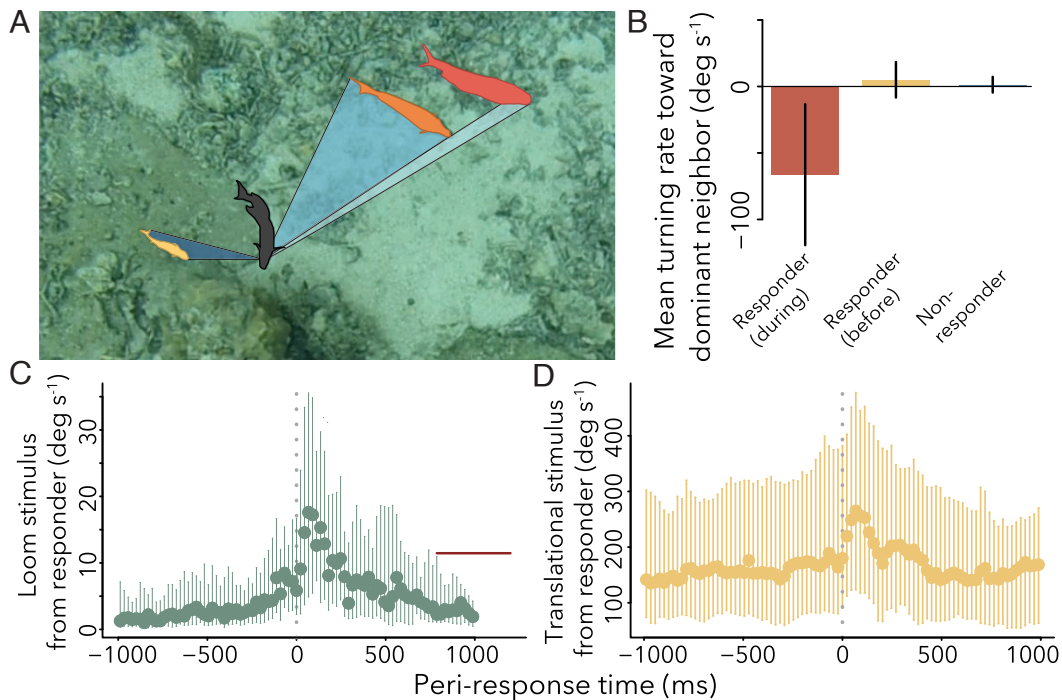 A
B
Mean turning rate toward
dominant neighbor (deg s⁻¹)
0
−100
Responder
(during)
Responder
(before)
Non-
responder
C
Loom stimulus
from responder (deg s⁻¹)
0
10
20
30
−1000
−500
0
500
1000
D
Translational stimulus
from responder (deg s⁻¹)
100
200
300
400
−1000
−500
0
500
1000
Peri-response time (ms)